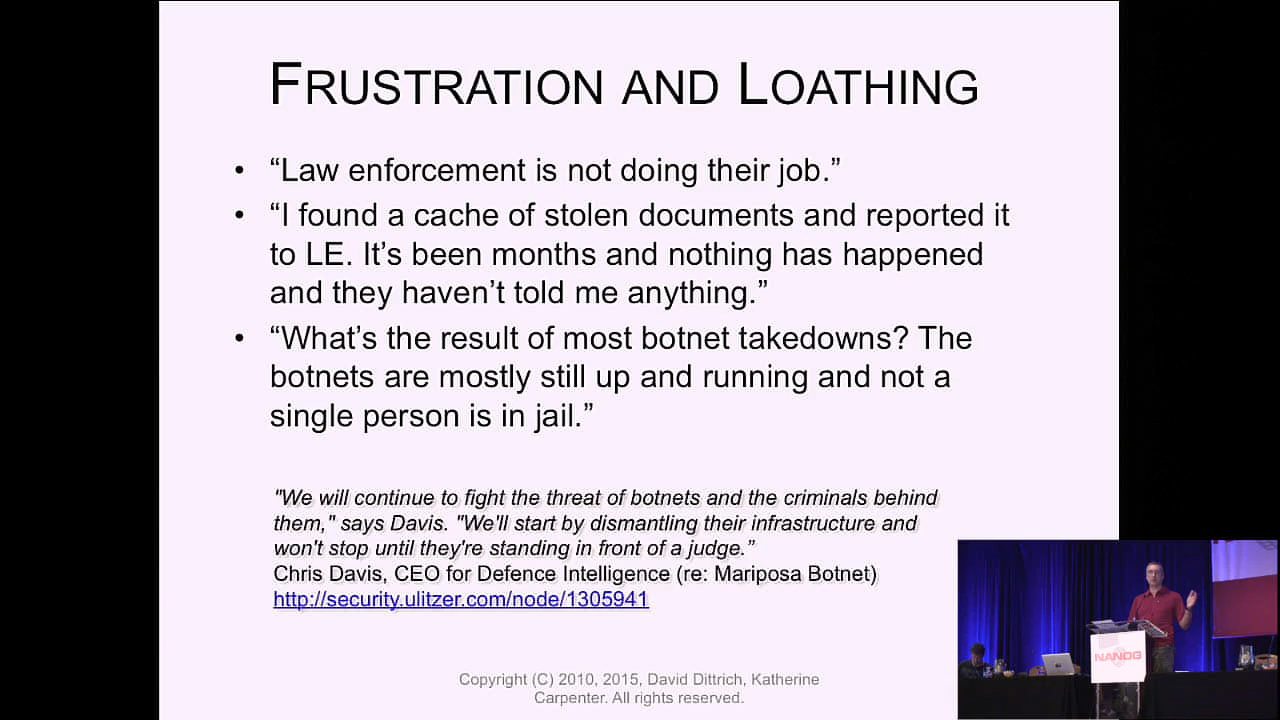 FRUSTRATION AND LOATHING
• “Law enforcement is not doing their job.”
• “I found a cache of stolen documents and reported it
to LE. It’s been months and nothing has happened
and they haven’t told me anything.”
• “What’s the result of most botnet takedowns? The
botnets are mostly still up and running and not a
single person is in jail.”
"We will continue to fight the threat of botnets and the criminals behind
them," says Davis. "We'll start by dismantling their infrastructure and
won't stop until they're standing in front of a judge.”
Chris Davis, CEO for Defence Intelligence (re: Mariposa Botnet)
http://security.ulitzer.com/node/1305941
Copyright (C) 2010, 2015, David Dittrich, Katherine
Carpenter. All rights reserved.
NANOG